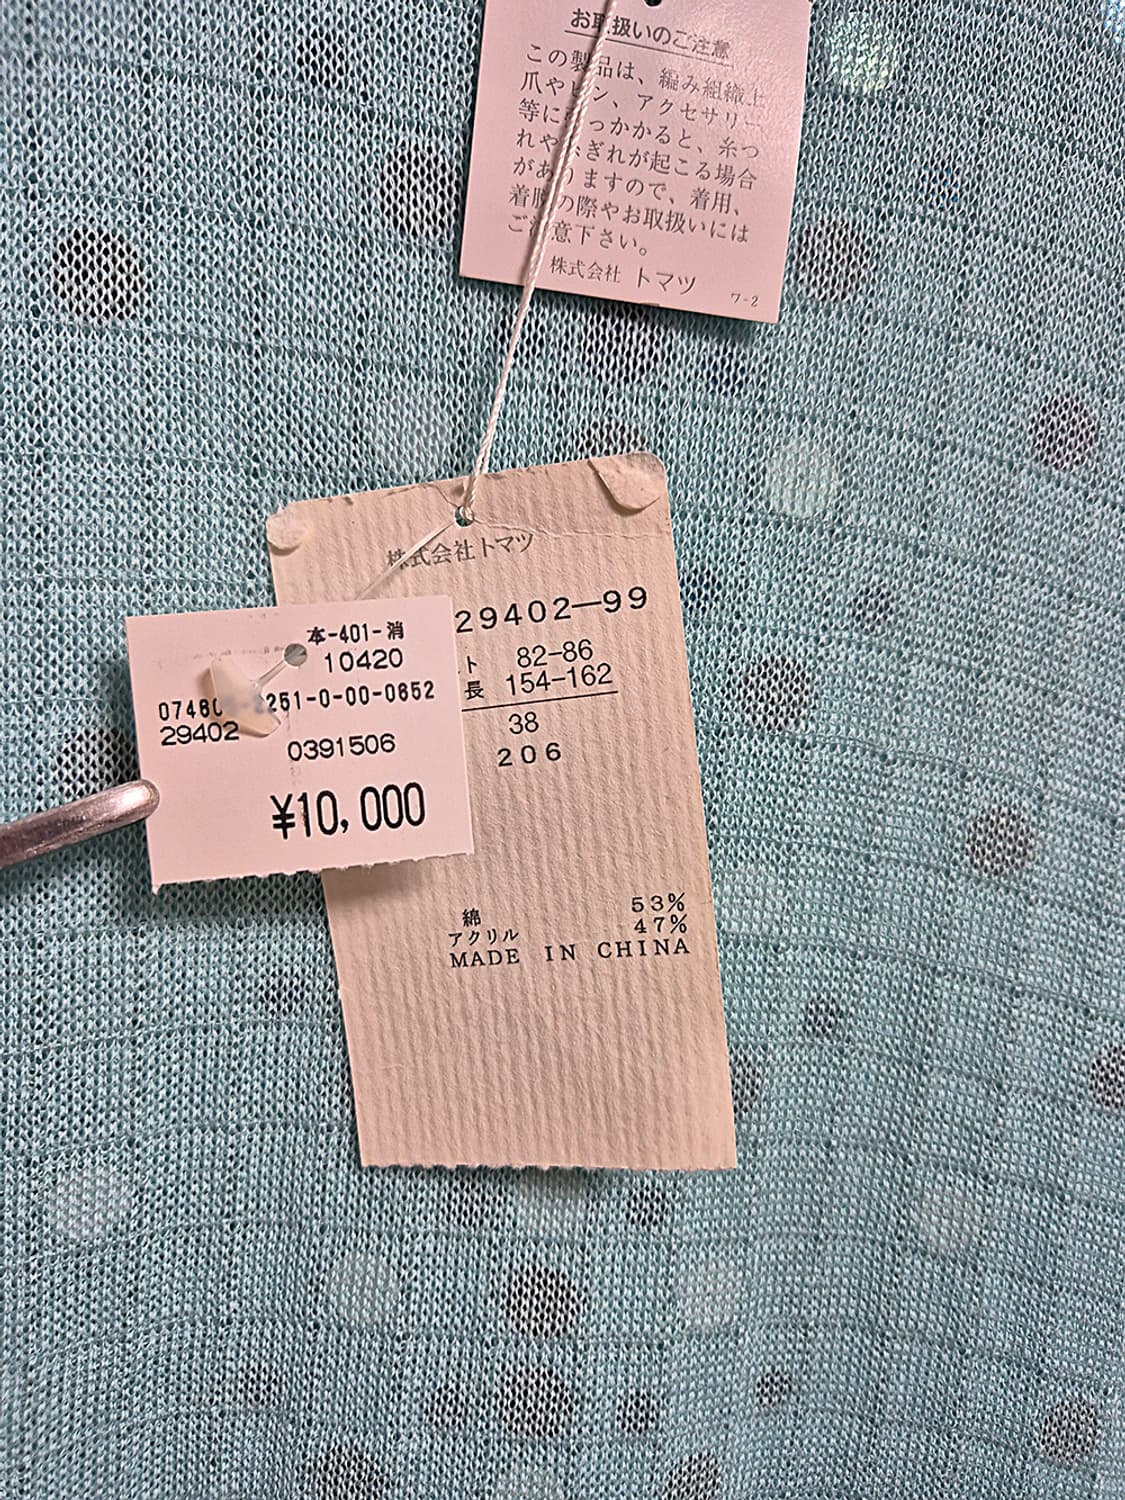 お取扱いのご注意
この製品は、編み組織上
爪やピン、アクセサリー
等に引っかかると、糸つ
れや糸ぎれが起こる場合
がありますので、着用、
着脱の際やお取扱いには
ご注意下さい。
株式会社 トマツ
ワ-2
株式会社トマツ
29402—99
ト 82-86
長 154-162
38
206
綿 53%
アクリル 47%
MADE IN CHINA
本-401-消
10420
0748 251-0-00-0852
29402
0391506
¥10,000